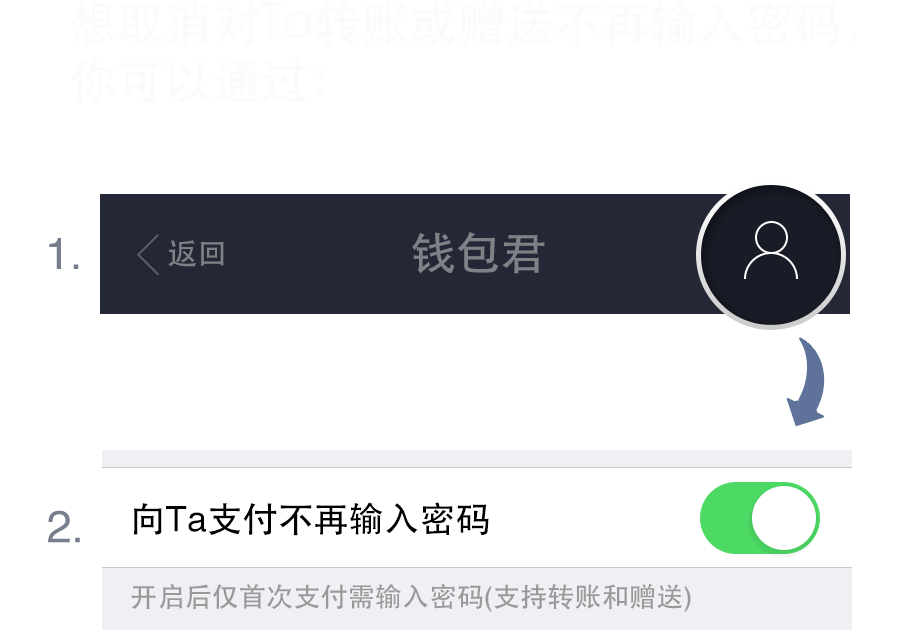 想取消对Ta转账或赠送不再输入密码，
你可以通过：
1.
返回
钱包君
2.
向Ta支付不再输入密码
开启后仅首次支付需输入密码(支持转账和赠送)